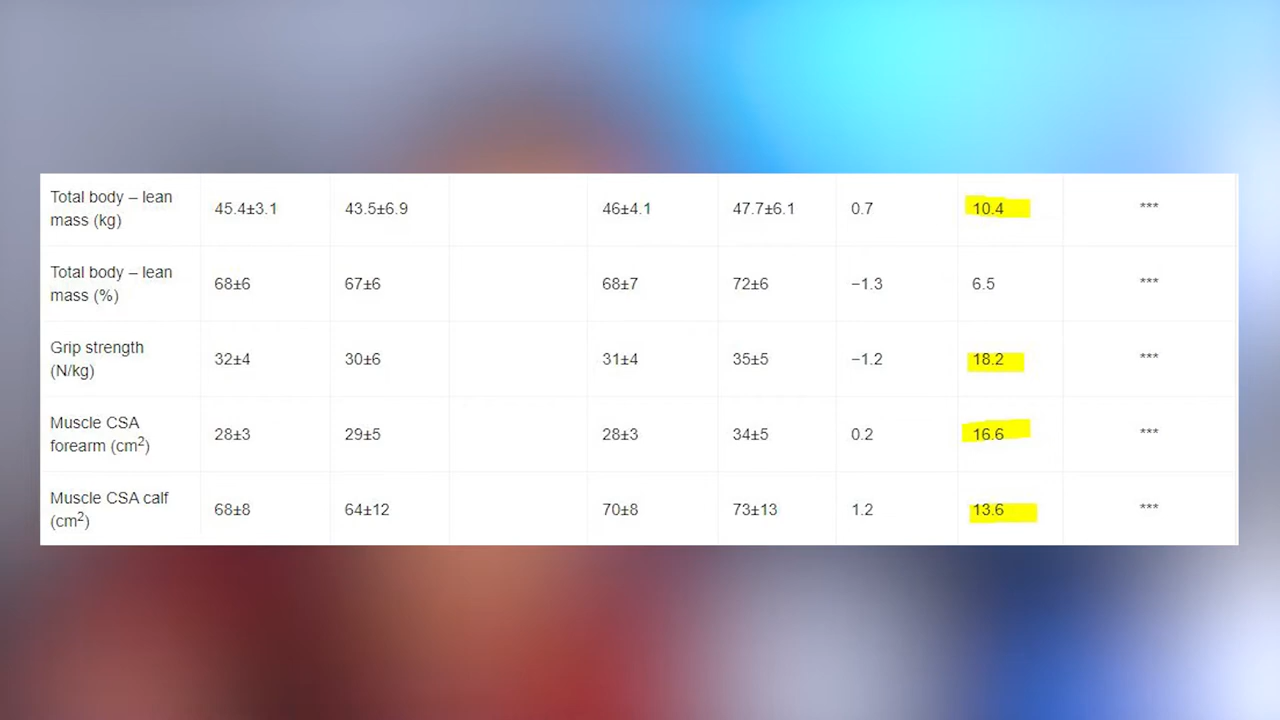 Total body – lean
mass (kg)
45.4±3.1 43.5±6.9 46±4.1 47.7±6.1 0.7 10.4 ***
Total body – lean
mass (%)
68±6 67±6 68±7 72±6 −1.3 6.5 ***
Grip strength
(N/kg)
32±4 30±6 31±4 35±5 −1.2 18.2 ***
Muscle CSA
forearm (cm²)
28±3 29±5 28±3 34±5 0.2 16.6 ***
Muscle CSA calf
(cm²)
68±8 64±12 70±8 73±13 1.2 13.6 ***